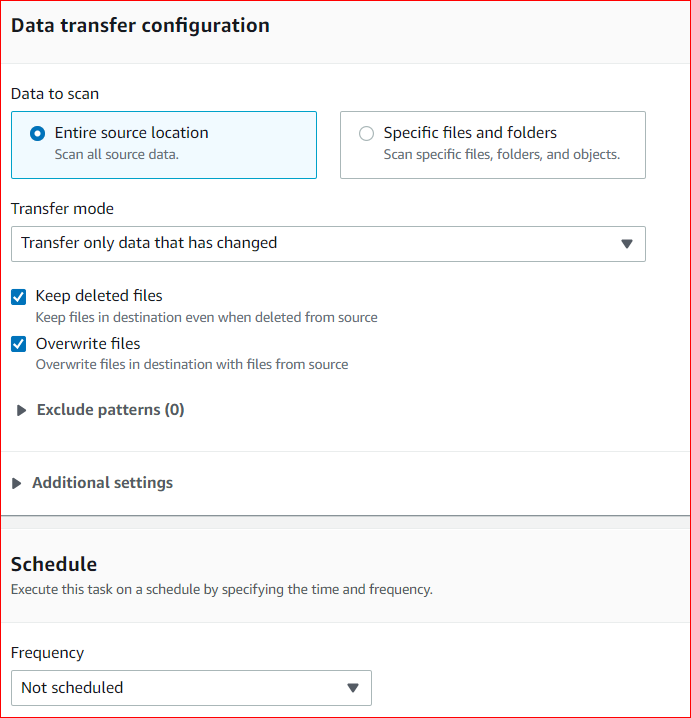 Data transfer configuration
Data to scan
Entire source location
Scan all source data.
Specific files and folders
Scan specific files, folders, and objects.
Transfer mode
Transfer only data that has changed
Keep deleted files
Keep files in destination even when deleted from source
Overwrite files
Overwrite files in destination with files from source
Exclude patterns (0)
Additional settings
Schedule
Execute this task on a schedule by specifying the time and frequency.
Frequency
Not scheduled